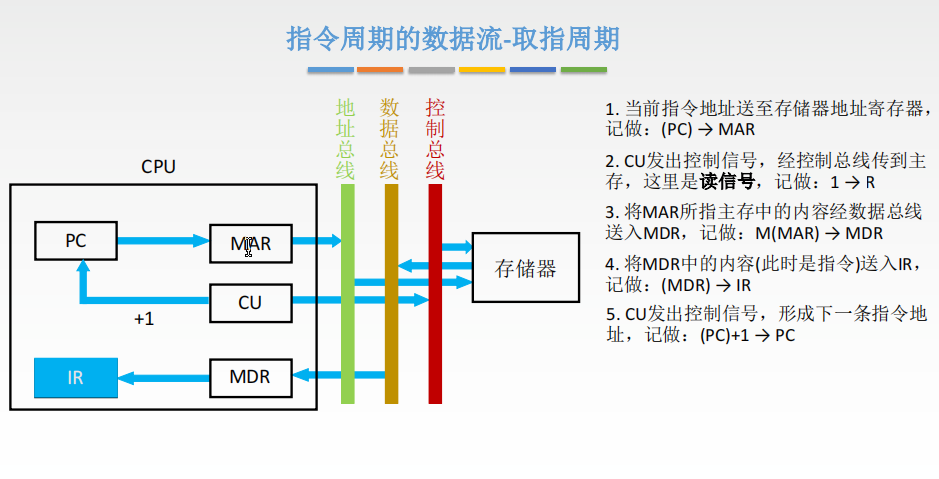 指令周期的数据流-取指周期
地址总线
数据总线
控制总线
CPU
PC
MAR
CU
+1
IR
MDR
存储器
1. 当前指令地址送至存储器地址寄存器，
记做：(PC) → MAR
2. CU发出控制信号，经控制总线传到主
存，这里是读信号，记做：1 → R
3. 将MAR所指主存中的内容经数据总线
送入MDR，记做：M(MAR) → MDR
4. 将MDR中的内容(此时是指令)送入IR，
记做：(MDR) → IR
5. CU发出控制信号，形成下一条指令地
址，记做：(PC)+1 → PC